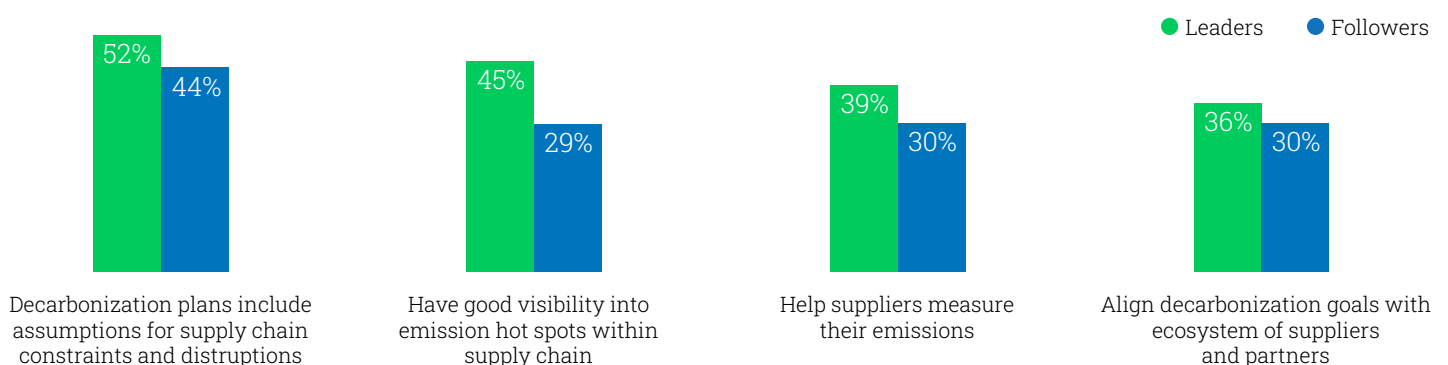 Leaders
Followers
52%
44%
45%
29%
39%
30%
36%
30%
Decarbonization plans include
assumptions for supply chain
constraints and distruptions
Have good visibility into
emission hot spots within
supply chain
Help suppliers measure
their emissions
Align decarbonization goals with
ecosystem of suppliers
and partners